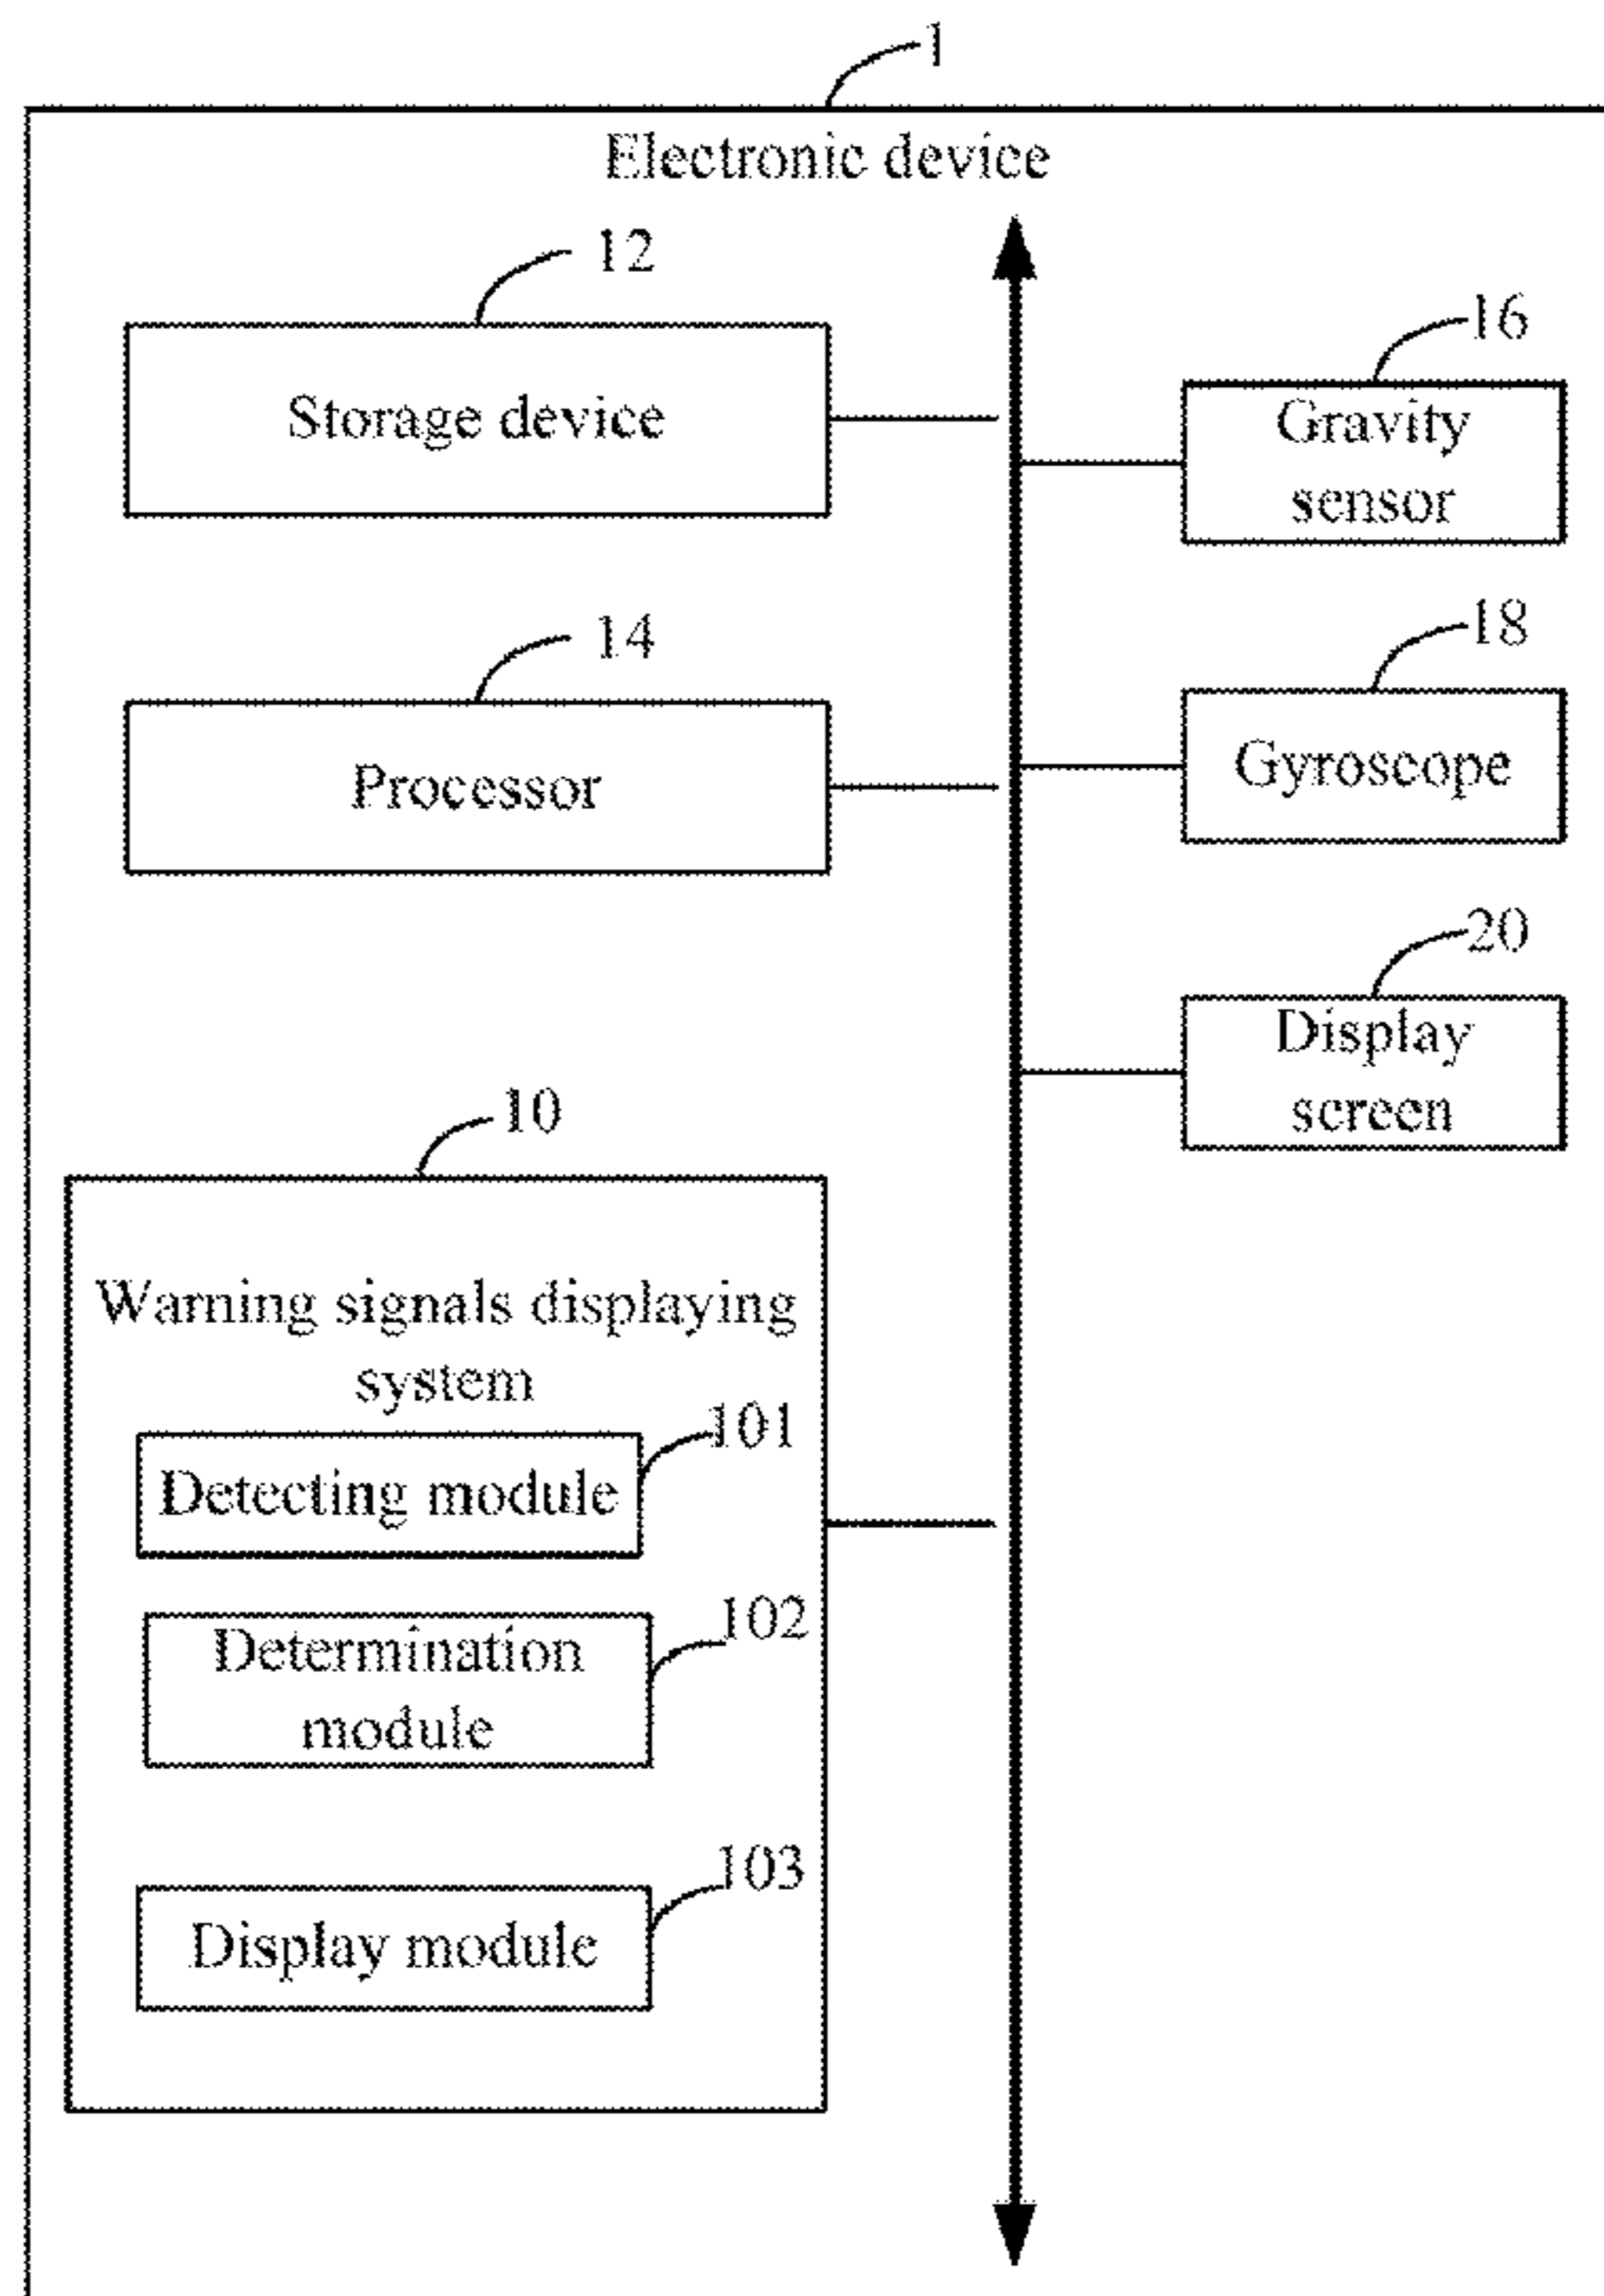 1
Electronic device
12
Storage device
16
Gravity
sensor
14
Processor
18
Gyroscope
20
Display
screen
10
Warning signals displaying
system
101
Detecting module
102
Determination
module
103
Display module